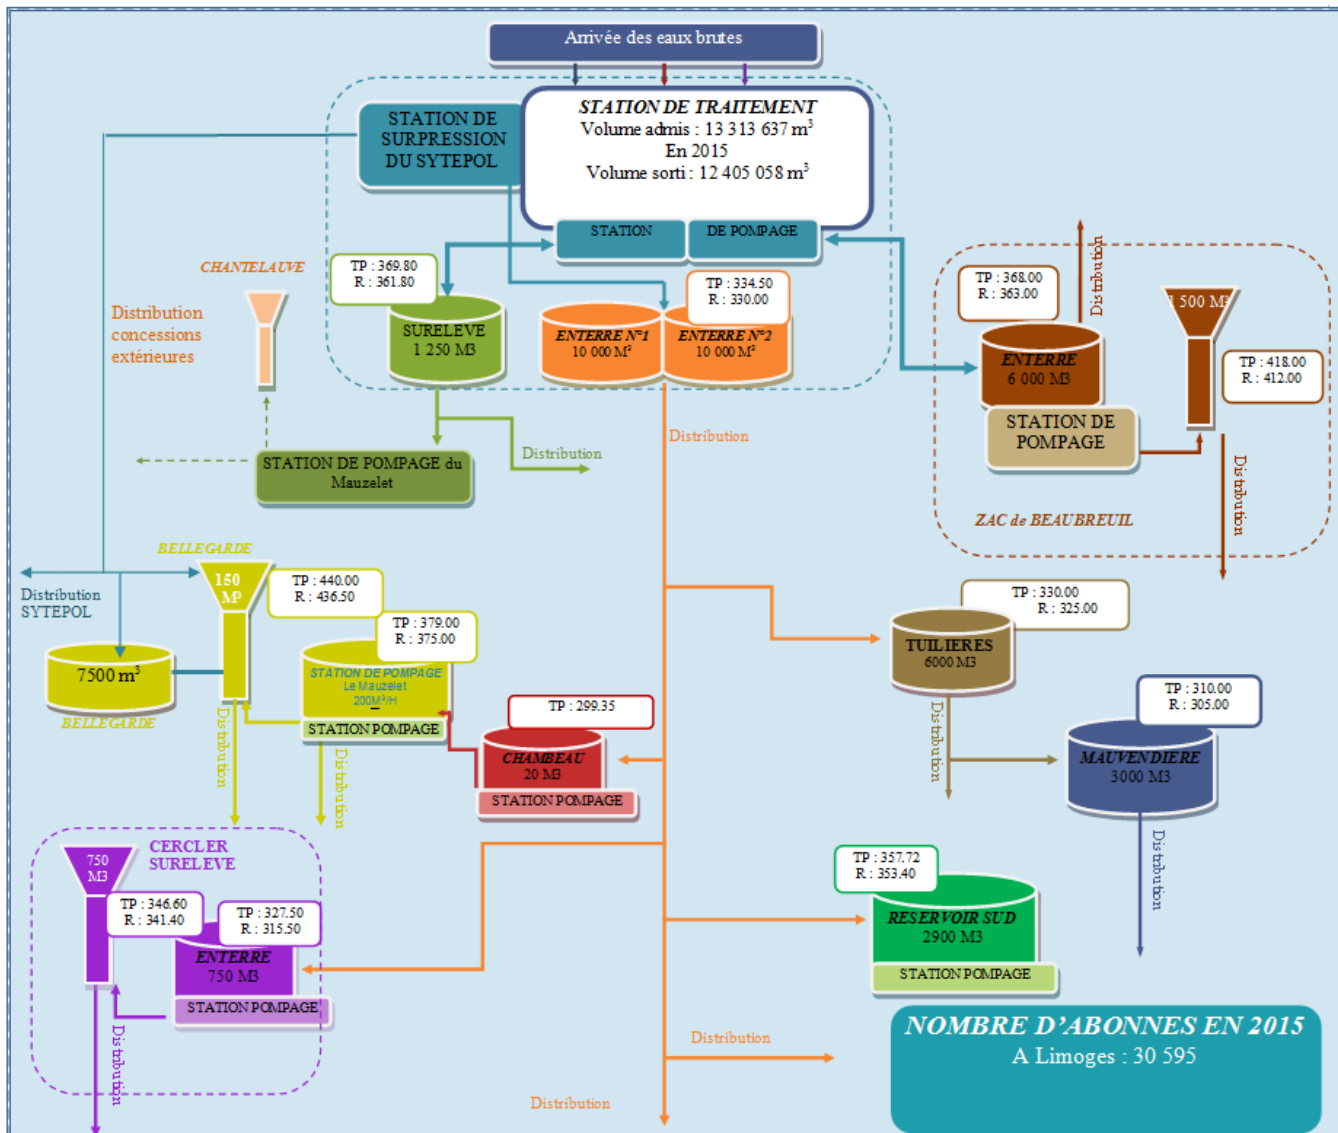 Arrivée des eaux brutes
STATION DE TRAITEMENT
Volume admis : 13 313 637 m³
En 2015
Volume sorti : 12 405 058 m³
STATION DE
SURPRESSION
DU SYTEPOL
STATION
DE POMPAGE
TP : 369.80
R : 361.80
SURELEVE
1 250 M3
TP : 334.50
R : 330.00
ENTERRE N°1
10 000 M³
ENTERRE N°2
10 000 M³
CHANTELAUVE
Distribution
concessions
extérieures
Distribution
TP : 368.00
R : 363.00
1 500 M3
ENTERRE
6 000 M3
TP : 418.00
R : 412.00
STATION DE
POMPAGE
Distribution
ZAC de BEAUBREUIL
Distribution
Distribution
STATION DE POMPAGE du
Mauzelet
BELLEGARDE
Distribution
SYTEPOL
150
M³
TP : 440.00
R : 436.50
TP : 379.00
R : 375.00
7500 m³
BELLEGARDE
STATION DE POMPAGE
Le Mauzelet
200M³/H
STATION POMPAGE
Distribution
Distribution
TP : 299.35
CHAMBEAU
20 M3
STATION POMPAGE
TP : 330.00
R : 325.00
TUILIERES
6000 M3
Distribution
TP : 310.00
R : 305.00
MAUVENDIERE
3000 M3
Distribution
CERCLER
SURELEVE
750
M3
TP : 346.60
R : 341.40
TP : 327.50
R : 315.50
ENTERRE
750 M3
STATION POMPAGE
Distribution
TP : 357.72
R : 353.40
RESERVOIR SUD
2900 M3
STATION POMPAGE
Distribution
Distribution
NOMBRE D'ABONNES EN 2015
A Limoges : 30 595